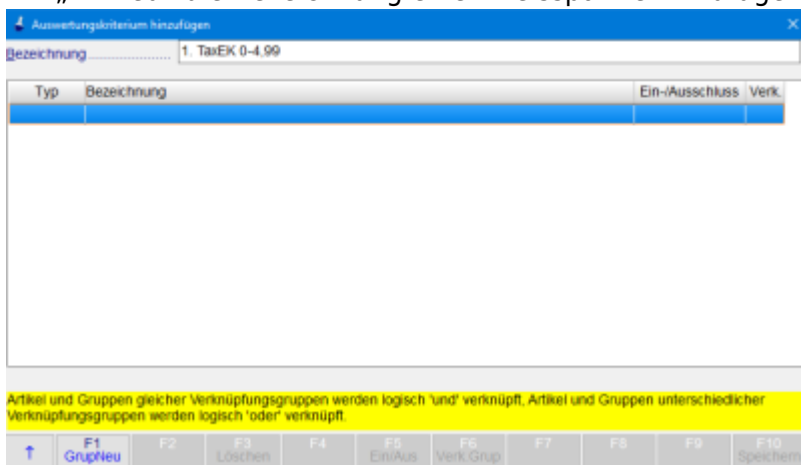 Auswertungskriterium hinzufügen
Bezeichnung................... 1. TaxEK 0-4,99
Typ Bezeichnung Ein-/Ausschluss Verk.
Artikel und Gruppen gleicher Verknüpfungsgruppen werden logisch 'und' verknüpft, Artikel und Gruppen unterschiedlicher
Verknüpfungsgruppen werden logisch 'oder' verknüpft.
↑ F1 F2 F3 F4 F5 F6 F7 F8 F9 F10
GrupNeu Löschen Ein/Aus Verk.Grup Speichern